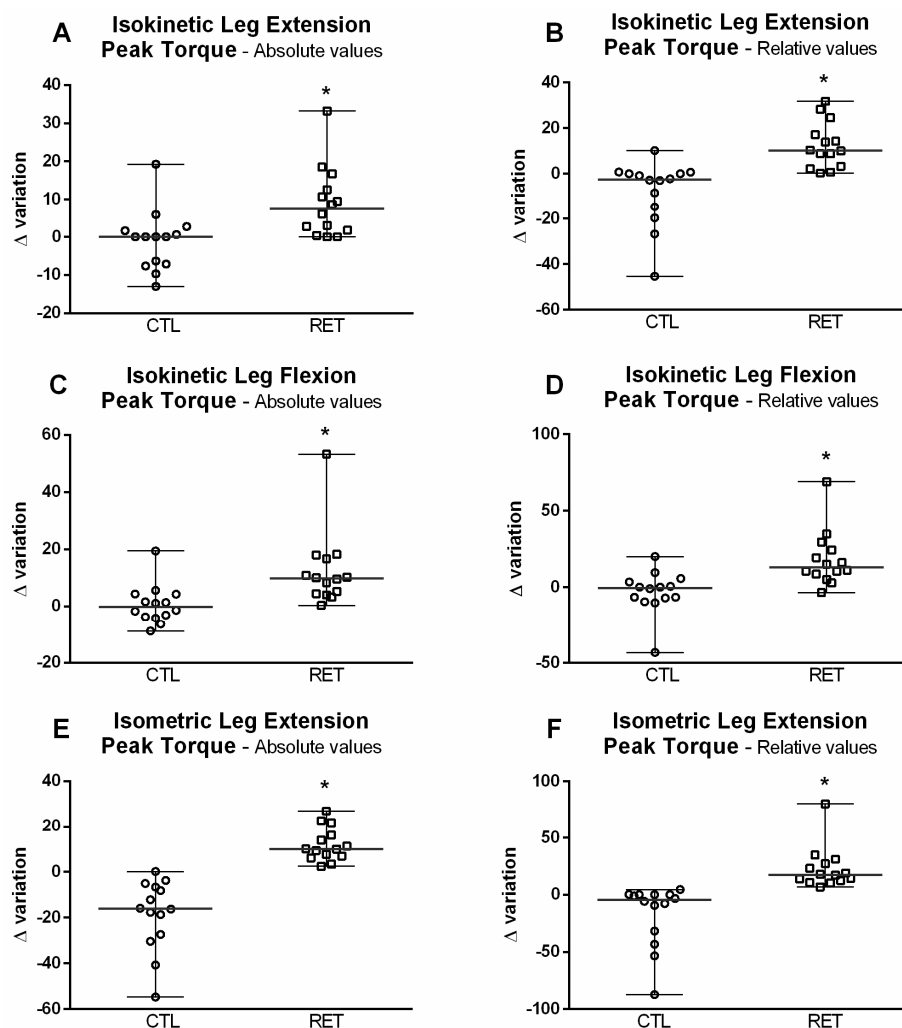 A
Isokinetic Leg Extension
Peak Torque - Absolute values
Δ variation
40
30
20
10
0
-10
-20
*
CTL
RET
B
Isokinetic Leg Extension
Peak Torque - Relative values
Δ variation
40
20
0
-20
-40
-60
*
CTL
RET
C
Isokinetic Leg Flexion
Peak Torque - Absolute values
Δ variation
60
40
20
0
-20
*
CTL
RET
D
Isokinetic Leg Flexion
Peak Torque - Relative values
Δ variation
100
50
0
-50
*
CTL
RET
E
Isometric Leg Extension
Peak Torque - Absolute values
Δ variation
40
20
0
-20
-40
-60
*
CTL
RET
F
Isometric Leg Extension
Peak Torque - Relative values
Δ variation
100
50
0
-50
-100
*
CTL
RET